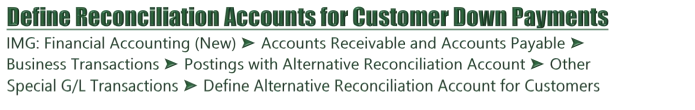 Define Reconciliation Accounts for Customer Down Payments
IMG: Financial Accounting (New) ➤ Accounts Receivable and Accounts Payable ➤
Business Transactions ➤ Postings with Alternative Reconciliation Account ➤ Other
Special G/L Transactions ➤ Define Alternative Reconciliation Account for Customers